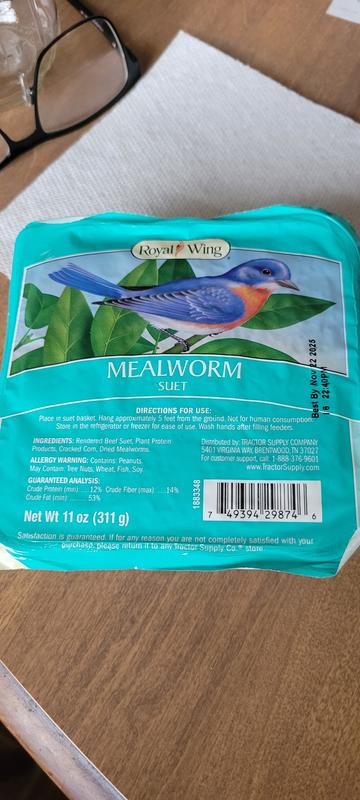 Royal Wing
MEALWORM
SUET
Best By Nov 22 2025
22:40PM
DIRECTIONS FOR USE:
Place in suet basket. Hang approximately 5 feet from the ground. Not for human consumption.
Store in the refrigerator or freezer for ease of use. Wash hands after filling feeders.
INGREDIENTS: Rendered Beef Suet, Plant Protein
Products, Cracked Corn, Dried Mealworms.
ALLERGY WARNING: Contains: Peanuts.
May Contain: Tree Nuts, Wheat, Fish, Soy.
GUARANTEED ANALYSIS:
Crude Protein (min).....12% Crude Fiber (max)....14%
Crude Fat (min).........53%
Net Wt 11 oz (311 g)
Distributed by: TRACTOR SUPPLY COMPANY
5401 VIRGINIA WAY, BRENTWOOD, TN 37027
For customer support, call: 1-888-376-9601
www.TractorSupply.com
1883348
7 49394 29874 6
Satisfaction is guaranteed. If for any reason you are not completely satisfied with your
purchase, please return it to any Tractor Supply Co.® store.